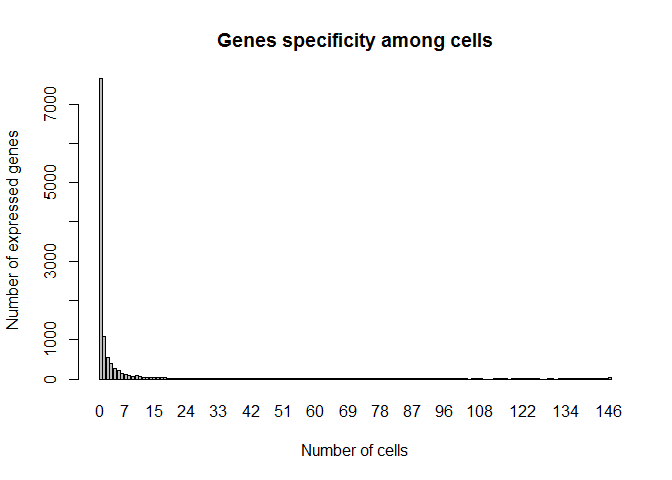 Genes specificity among cells
Number of expressed genes
7000
5000
3000
1000
0
0 7 15 24 33 42 51 60 69 78 87 96 108 122 134 146
Number of cells